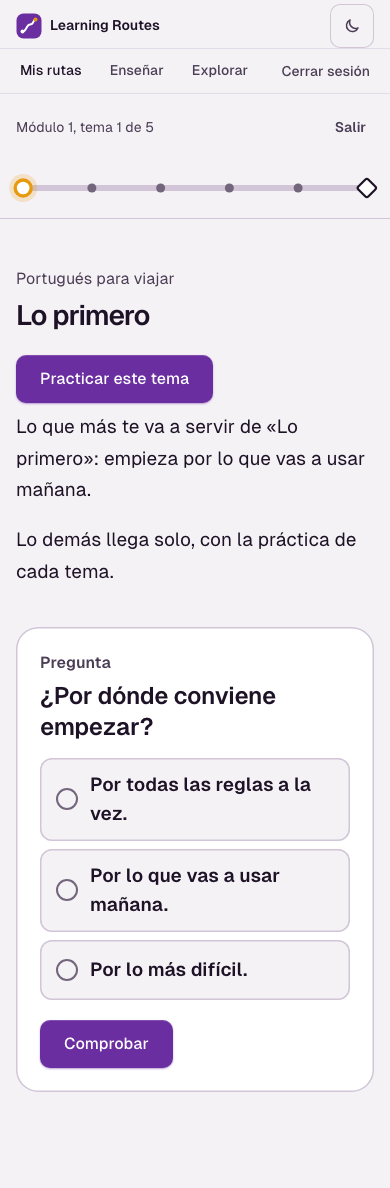 Learning Routes
Mis rutas
Enseñar
Explorar
Cerrar sesión
Módulo 1, tema 1 de 5
Salir
Portugués para viajar
Lo primero
Practicar este tema
Lo que más te va a servir de «Lo
primero»: empieza por lo que vas a usar
mañana.
Lo demás llega solo, con la práctica de
cada tema.
Pregunta
¿Por dónde conviene
empezar?
Por todas las reglas a la
vez.
Por lo que vas a usar
mañana.
Por lo más difícil.
Comprobar